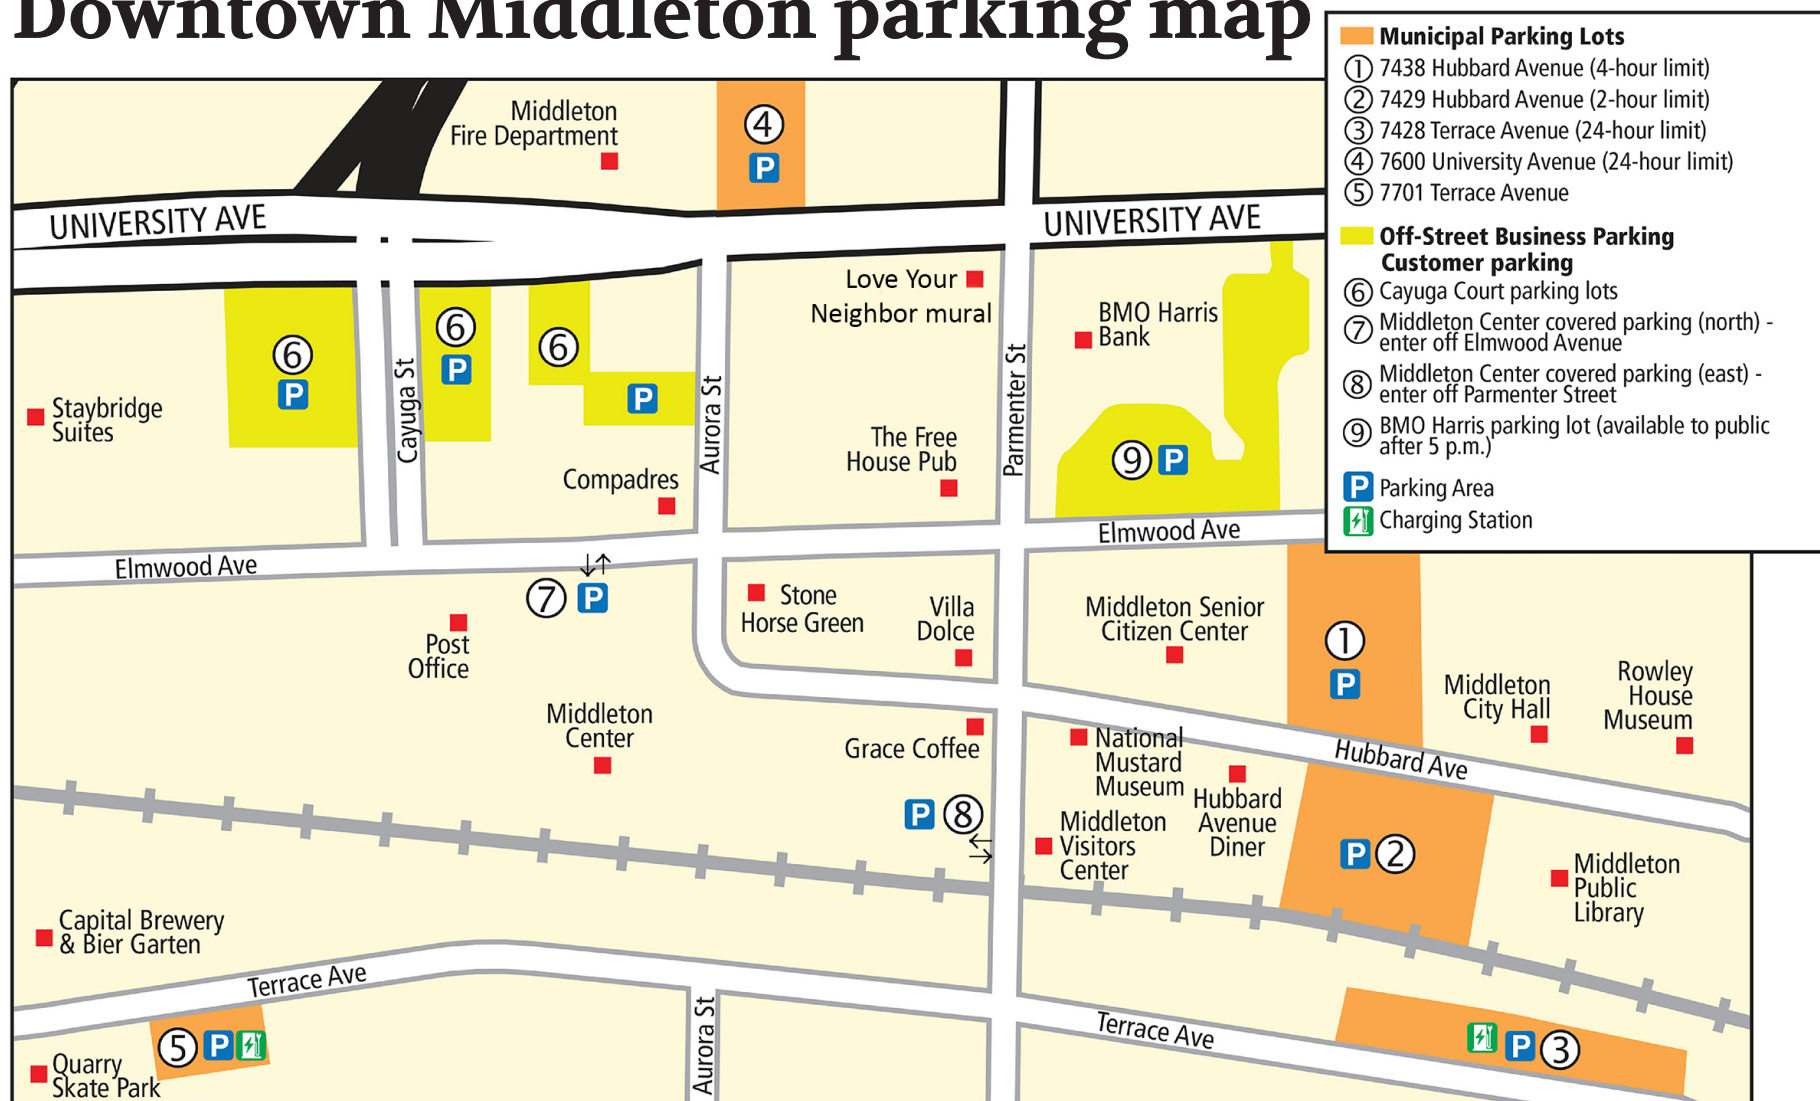 Downtown Middleton parking map
Municipal Parking Lots
1 7438 Hubbard Avenue (4-hour limit)
2 7429 Hubbard Avenue (2-hour limit)
3 7428 Terrace Avenue (24-hour limit)
4 7600 University Avenue (24-hour limit)
5 7701 Terrace Avenue
Off-Street Business Parking
Customer parking
6 Cayuga Court parking lots
7 Middleton Center covered parking (north) -
enter off Elmwood Avenue
8 Middleton Center covered parking (east) -
enter off Parmenter Street
9 BMO Harris parking lot (available to public
after 5 p.m.)
P Parking Area
Charging Station
Middleton
Fire Department
4
P
UNIVERSITY AVE
UNIVERSITY AVE
Love Your
Neighbor mural
BMO Harris
Bank
6
P
6
P
6
P
Staybridge
Suites
Cayuga St
Aurora St
Parmenter St
Compadres
The Free
House Pub
9 P
Elmwood Ave
Elmwood Ave
7 P
Stone
Horse Green
Villa
Dolce
Middleton Senior
Citizen Center
1
P
Post
Office
Middleton
City Hall
Rowley
House
Museum
Middleton
Center
Grace Coffee
National
Mustard
Museum
Hubbard Ave
Hubbard
Avenue
Diner
P 8
Middleton
Visitors
Center
P 2
Middleton
Public
Library
Capital Brewery
& Bier Garten
Terrace Ave
Terrace Ave
5 P
Aurora St
P 3
Quarry
Skate Park